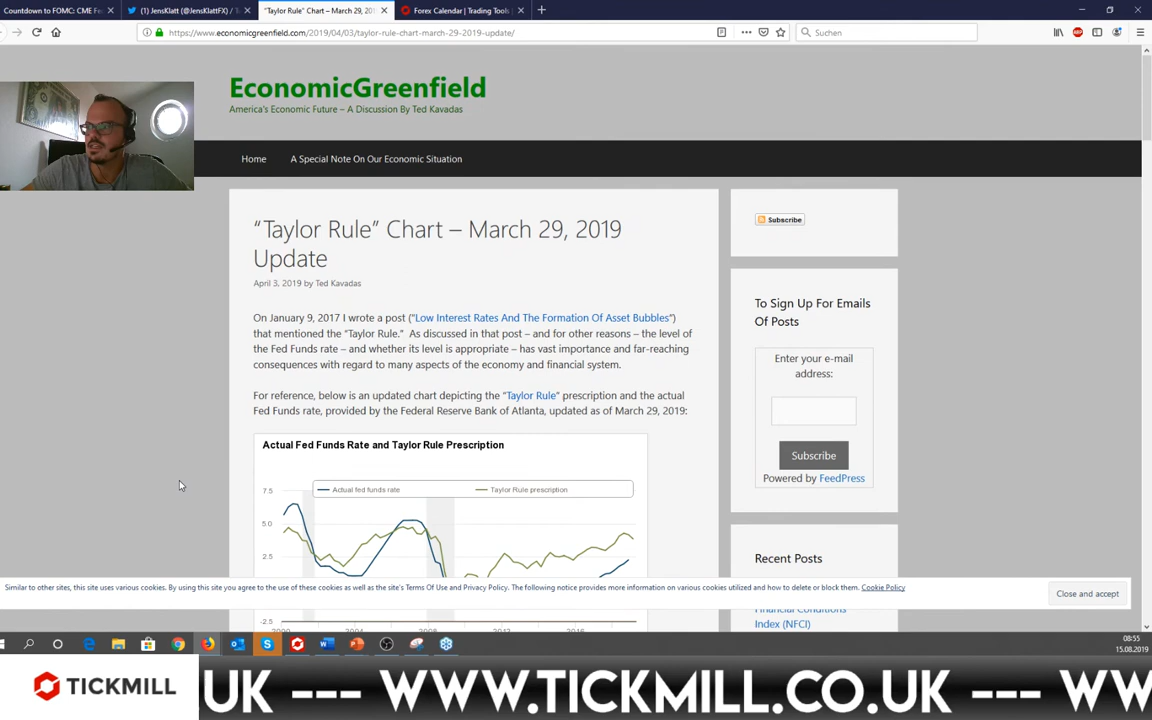 Countdown to FOMC: CME Fe
(1) JensKlatt (@JensKlattFX) / T
"Taylor Rule" Chart – March 29, 201
Forex Calendar | Trading Tools |
https://www.economicgreenfield.com/2019/04/03/taylor-rule-chart-march-29-2019-update/
Suchen
EconomicGreenfield
America's Economic Future – A Discussion By Ted Kavadas
Home
A Special Note On Our Economic Situation
"Taylor Rule" Chart – March 29, 2019
Update
April 3, 2019 by Ted Kavadas
On January 9, 2017 I wrote a post ("Low Interest Rates And The Formation Of Asset Bubbles")
that mentioned the "Taylor Rule." As discussed in that post – and for other reasons – the level of
the Fed Funds rate – and whether its level is appropriate – has vast importance and far-reaching
consequences with regard to many aspects of the economy and financial system.
For reference, below is an updated chart depicting the "Taylor Rule" prescription and the actual
Fed Funds rate, provided by the Federal Reserve Bank of Atlanta, updated as of March 29, 2019:
Actual Fed Funds Rate and Taylor Rule Prescription
Actual fed funds rate
Taylor Rule prescription
7.5
5.0
2.5
-2.5
2000
2004
2008
2016
Subscribe
To Sign Up For Emails
Of Posts
Enter your e-mail
address:
Subscribe
Powered by FeedPress
Recent Posts
Financial Conditions
Index (NFCI)
Similar to other sites, this site uses various cookies. By using this site you agree to the use of these cookies as well as the site's Terms Of Use and Privacy Policy. The following notice provides more information on various cookies utilized and how to delete or block them. Cookie Policy
Close and accept
08:55
15.08.2019
TICKMILL
UK --- WWW.TICKMILL.CO.UK --- WW